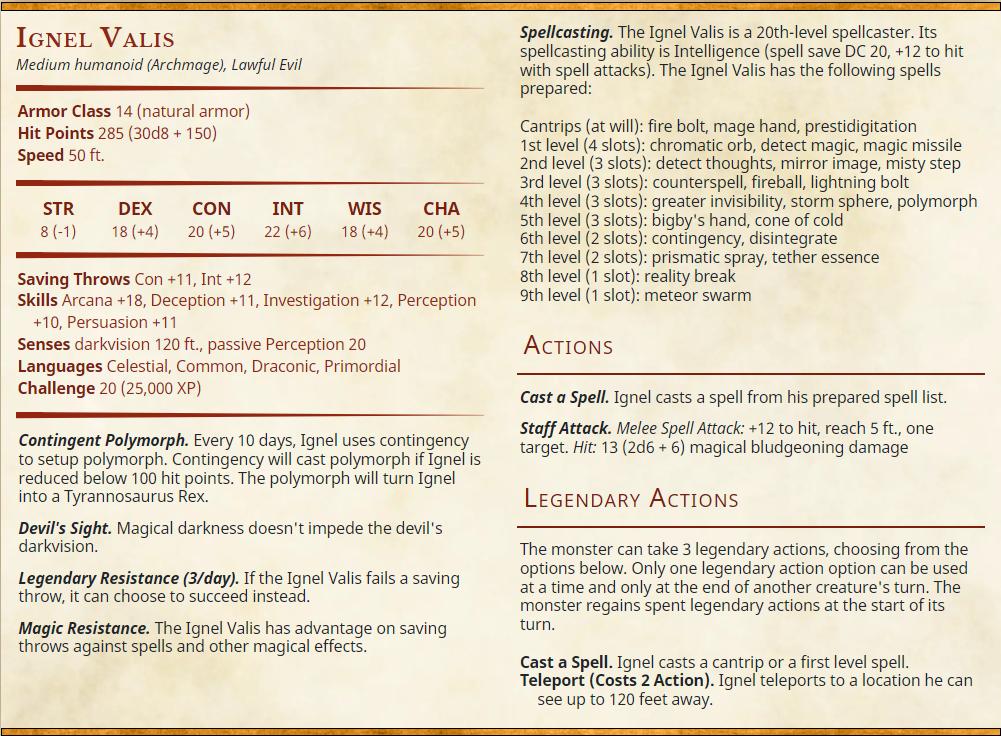 Ignel Valis
Medium humanoid (Archmage), Lawful Evil
Armor Class 14 (natural armor)
Hit Points 285 (30d8 + 150)
Speed 50 ft.
STR DEX CON INT WIS CHA
8 (-1) 18 (+4) 20 (+5) 22 (+6) 18 (+4) 20 (+5)
Saving Throws Con +11, Int +12
Skills Arcana +18, Deception +11, Investigation +12, Perception
+10, Persuasion +11
Senses darkvision 120 ft., passive Perception 20
Languages Celestial, Common, Draconic, Primordial
Challenge 20 (25,000 XP)
Contingent Polymorph. Every 10 days, Ignel uses contingency
to setup polymorph. Contingency will cast polymorph if Ignel is
reduced below 100 hit points. The polymorph will turn Ignel
into a Tyrannosaurus Rex.
Devil's Sight. Magical darkness doesn't impede the devil's
darkvision.
Legendary Resistance (3/day). If the Ignel Valis fails a saving
throw, it can choose to succeed instead.
Magic Resistance. The Ignel Valis has advantage on saving
throws against spells and other magical effects.
Spellcasting. The Ignel Valis is a 20th-level spellcaster. Its
spellcasting ability is Intelligence (spell save DC 20, +12 to hit
with spell attacks). The Ignel Valis has the following spells
prepared:
Cantrips (at will): fire bolt, mage hand, prestidigitation
1st level (4 slots): chromatic orb, detect magic, magic missile
2nd level (3 slots): detect thoughts, mirror image, misty step
3rd level (3 slots): counterspell, fireball, lightning bolt
4th level (3 slots): greater invisibility, storm sphere, polymorph
5th level (3 slots): bigby's hand, cone of cold
6th level (2 slots): contingency, disintegrate
7th level (2 slots): prismatic spray, tether essence
8th level (1 slot): reality break
9th level (1 slot): meteor swarm
Actions
Cast a Spell. Ignel casts a spell from his prepared spell list.
Staff Attack. Melee Spell Attack: +12 to hit, reach 5 ft., one
target. Hit: 13 (2d6 + 6) magical bludgeoning damage
Legendary Actions
The monster can take 3 legendary actions, choosing from the
options below. Only one legendary action option can be used
at a time and only at the end of another creature's turn. The
monster regains spent legendary actions at the start of its
turn.
Cast a Spell. Ignel casts a cantrip or a first level spell.
Teleport (Costs 2 Action). Ignel teleports to a location he can
see up to 120 feet away.